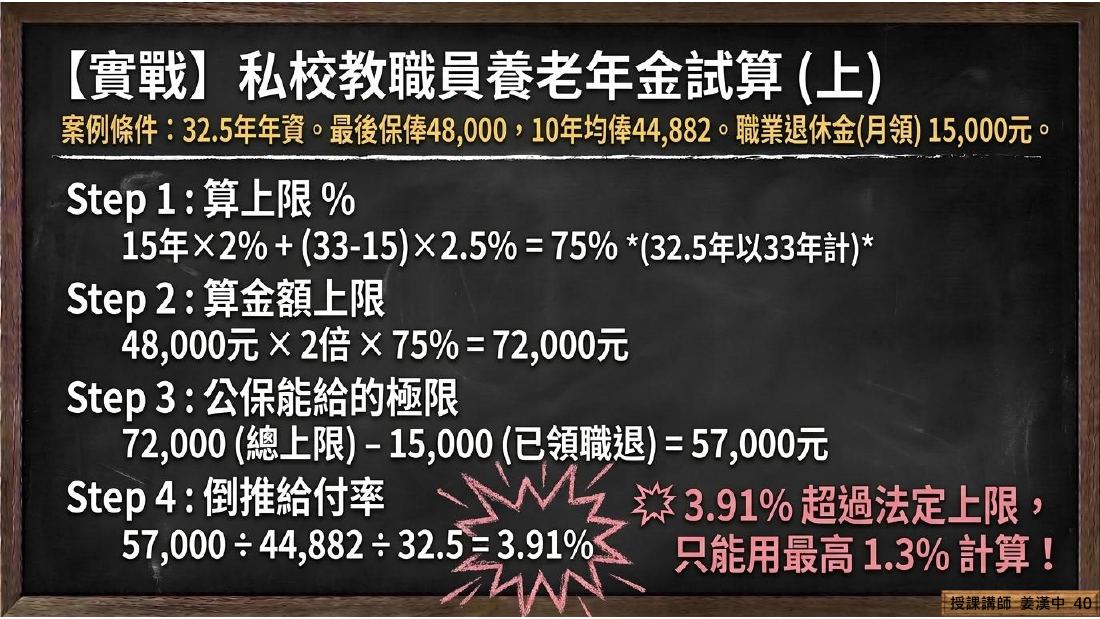 【實戰】私校教職員養老年金試算 (上)
案例條件：32.5年年資。最後保俸48,000，10年均俸44,882。職業退休金(月領) 15,000元。
Step 1 : 算上限 %
15年×2% + (33-15)×2.5% = 75% *(32.5年以33年計)*
Step 2 : 算金額上限
48,000元 × 2倍 × 75% = 72,000元
Step 3 : 公保能給的極限
72,000 (總上限) – 15,000 (已領職退) = 57,000元
Step 4 : 倒推給付率
57,000 ÷ 44,882 ÷ 32.5 = 3.91%
3.91% 超過法定上限，
只能用最高 1.3% 計算！
授課講師 姜漢中 40